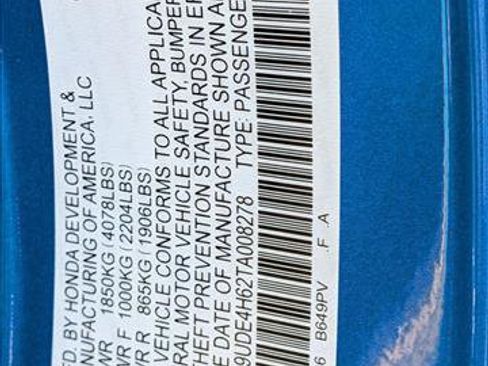 FD. BY HONDA DEVELOPMENT &
NUFACTURING OF AMERICA, LLC
WR 1850KG (4078LBS)
WR F 1000KG (2204LBS)
WR R 865KG (1906LBS)
VEHICLE CONFORMS TO ALL APPLICA
RAL MOTOR VEHICLE SAFETY, BUMPER
THEFT PREVENTION STANDARDS IN EF
E DATE OF MANUFACTURE SHOWN A
9UDE4H62TA008278 TYPE: PASSENGE
6 B649PV .F .A